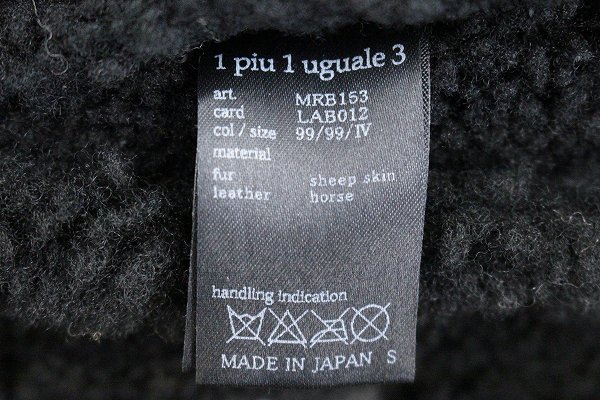 1 piu 1 uguale 3
art. MRB153
card LAB012
col / size 99/99/IV
material
fur sheep skin
leather horse
handling indication
MADE IN JAPAN S